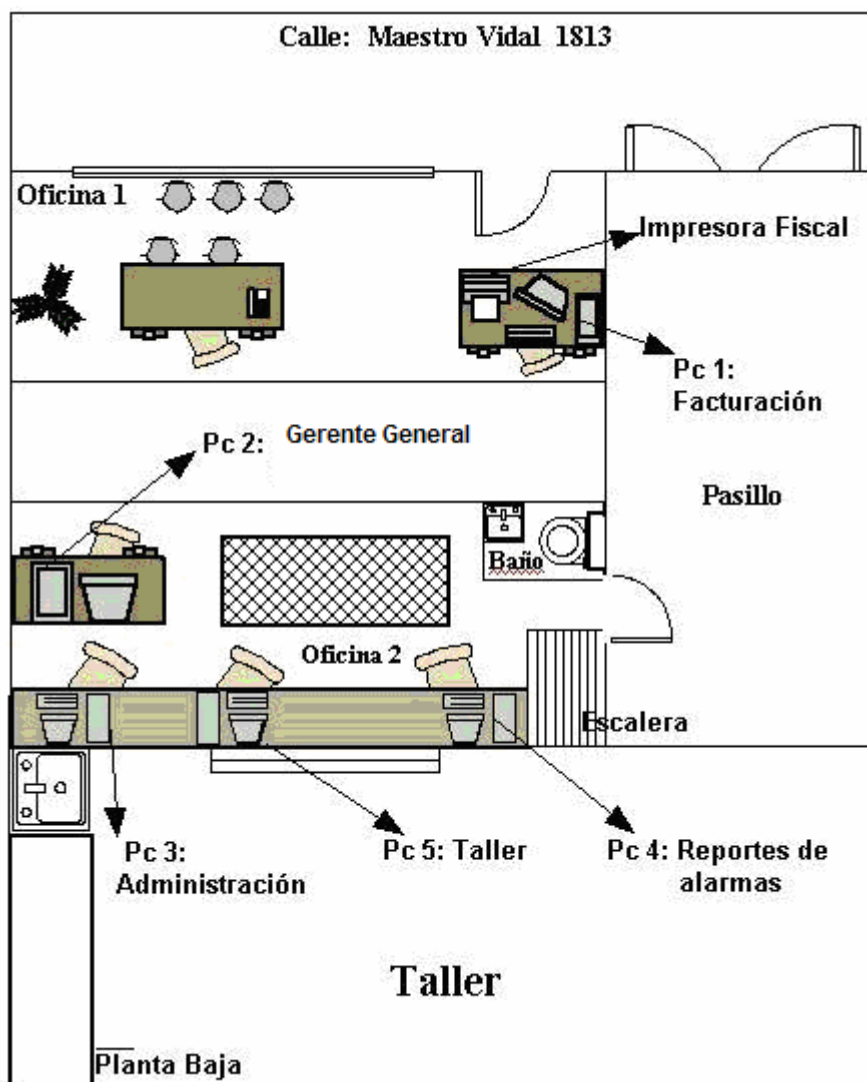 Calle: Maestro Vidal 1813
Oficina 1
Impresora Fiscal
Pc 1:
Facturación
Pc 2: Gerente General
Pasillo
Baño
Oficina 2
Escalera
Pc 3:
Administración
Pc 5: Taller
Pc 4: Reportes de
alarmas
Taller
Planta Baja